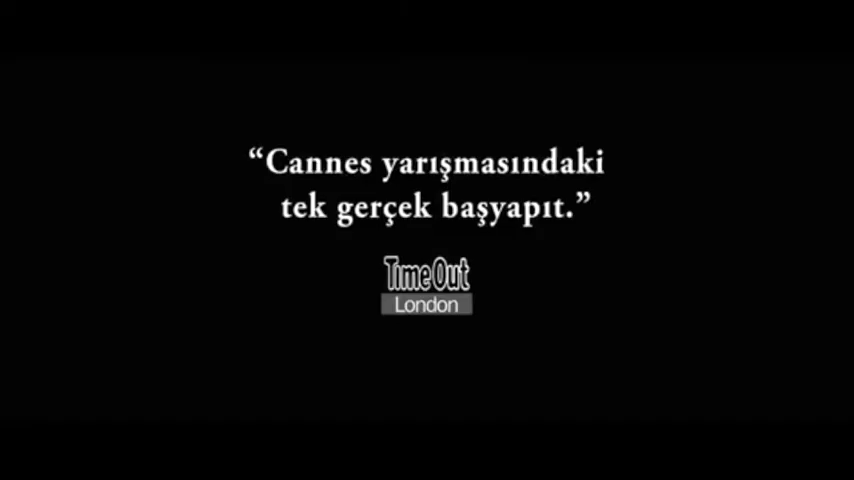 “Cannes yarışmasındaki
tek gerçek başyapıt.”
TimeOut
London